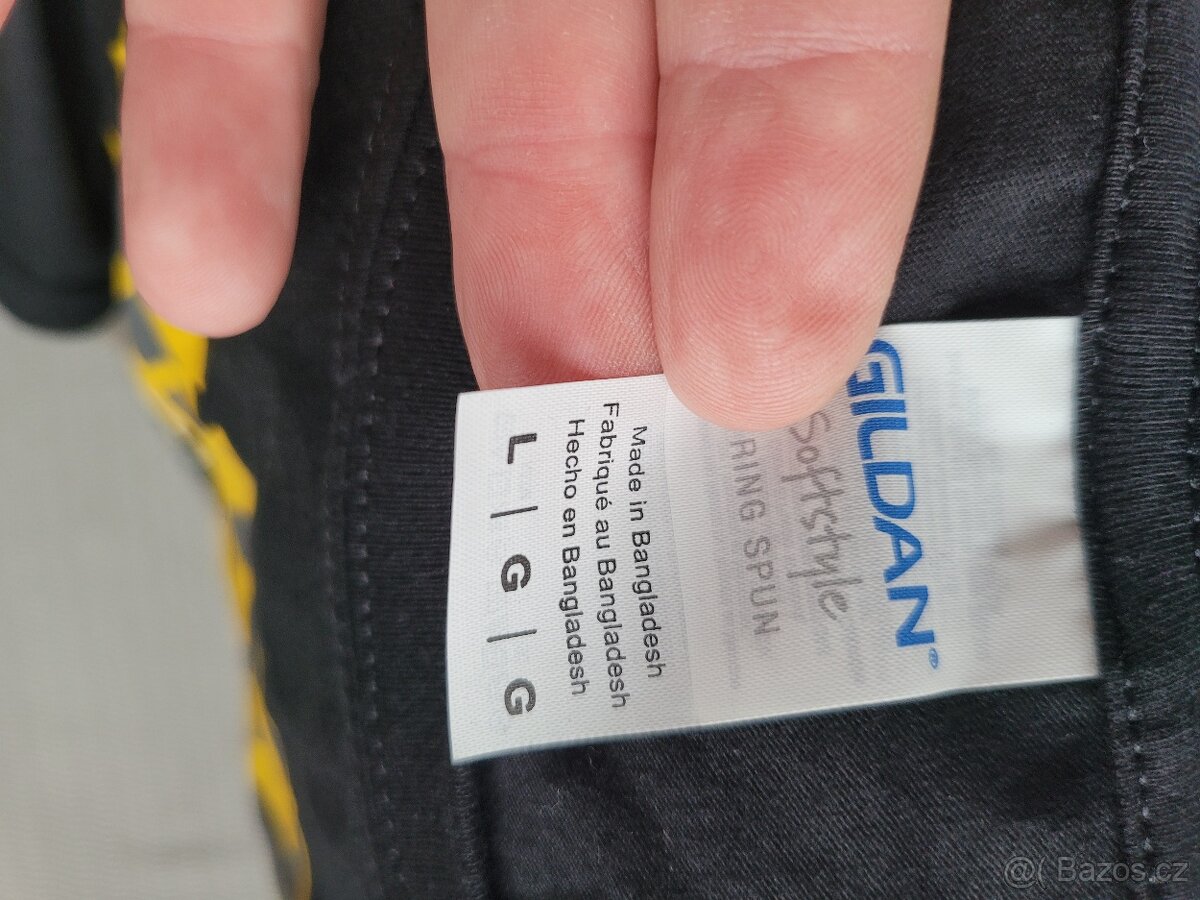 GILDAN®
Softstyle
RING SPUN
Made in Bangladesh
Fabriqué au Bangladesh
Hecho en Bangladesh
L | G | G
@( Bazos.cz